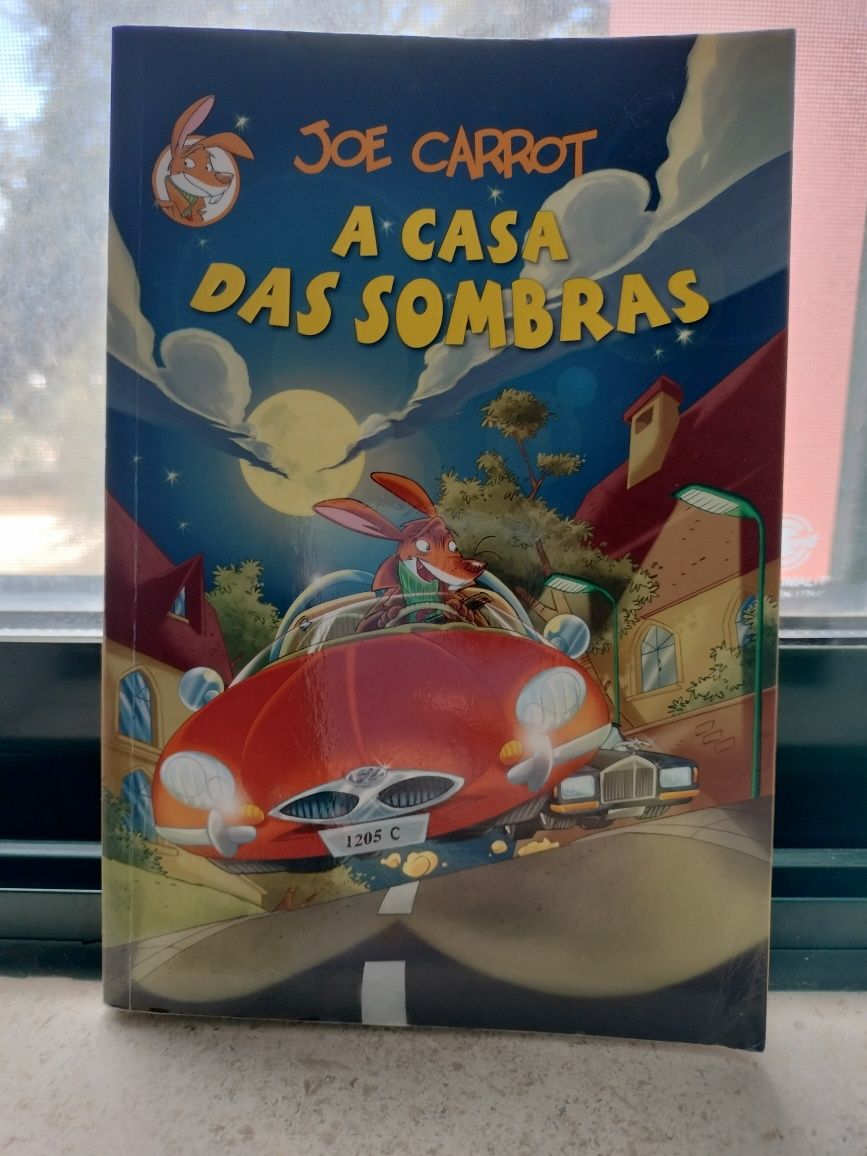 JOE CARROT
A CASA
DAS SOMBRAS
1205 C